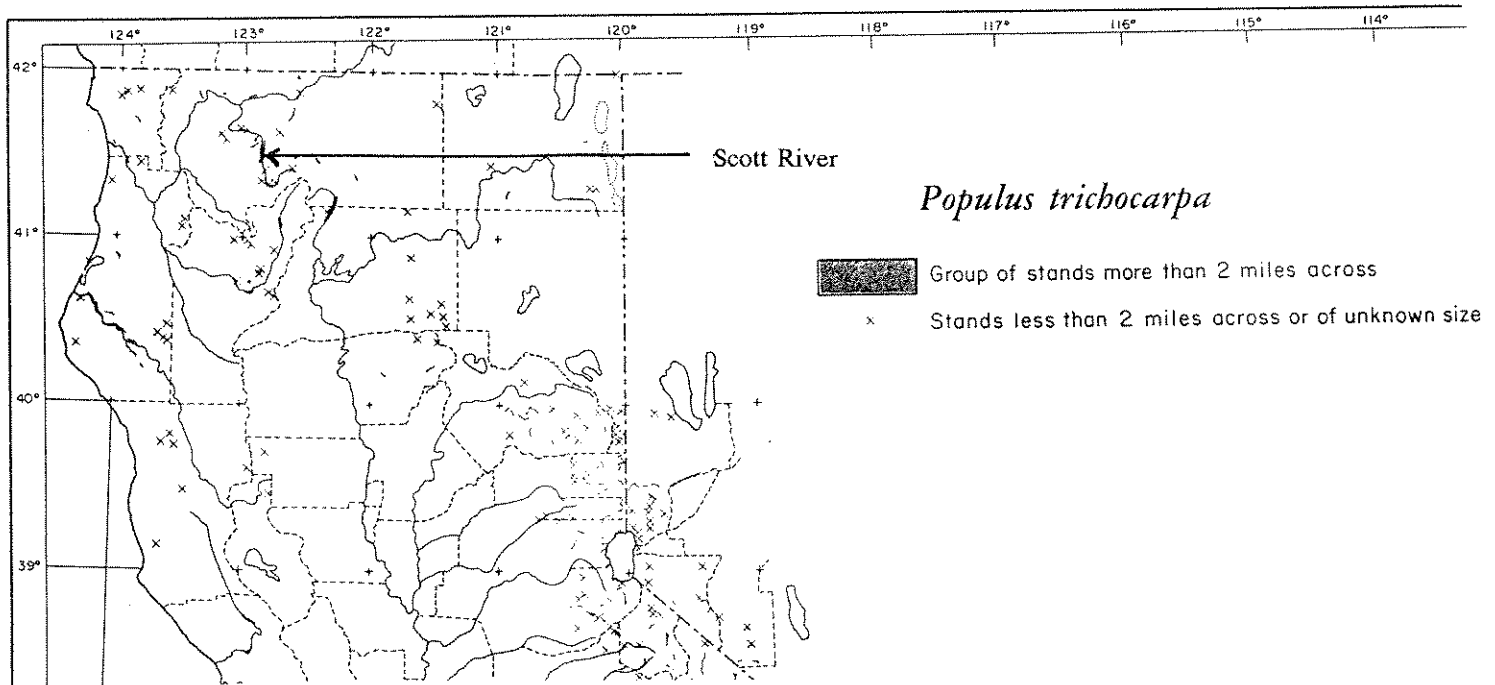 124° 123° 122° 121° 120° 119° 118° 117° 116° 115° 114°
42°
Scott River
Populus trichocarpa
41°
Group of stands more than 2 miles across
× Stands less than 2 miles across or of unknown size
40°
39°